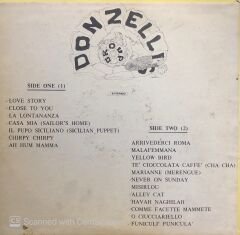 DONZELLI'S
GROUP
STEREO
SIDE ONE (1)
-LOVE STORY
-CLOSE TO YOU
-LA LONTANANZA
-CASA MIA (SAILOR'S HOME)
-IL PUPO SICILIANO (SICILIAN PUPPET)
-CHIRPY CHIRPY
-AH HUM MAMMA
SIDE TWO (2)
-ARRIVEDERCI ROMA
-MALAFEMMANA
-YELLOW BIRD
-TE' CIOCCOLATA CAFFE' (CHA CHA)
-MARIANNE (MERENGUE)
-NEVER ON SUNDAY
-MISIRLOU
-ALLEY CAT
-HAVAH NAGHILAH
-COMME FACETTE MAMMETE
-O CIUCCIARIELLO
-FUNICULI' FUNICULA'
CS Scanned with CamScanner